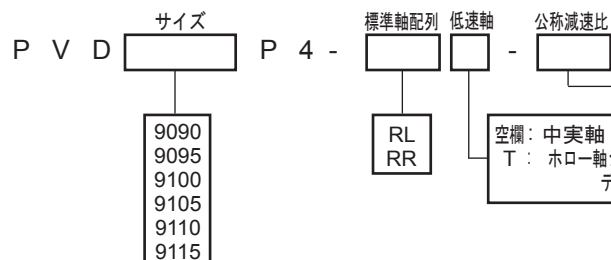 サイズ 標準軸配列 低速軸 公称減速比
P V D P 4 - -
9090
9095
9100
9105
9110
9115
RL
RR
空欄：中実軸
T：ホロー軸